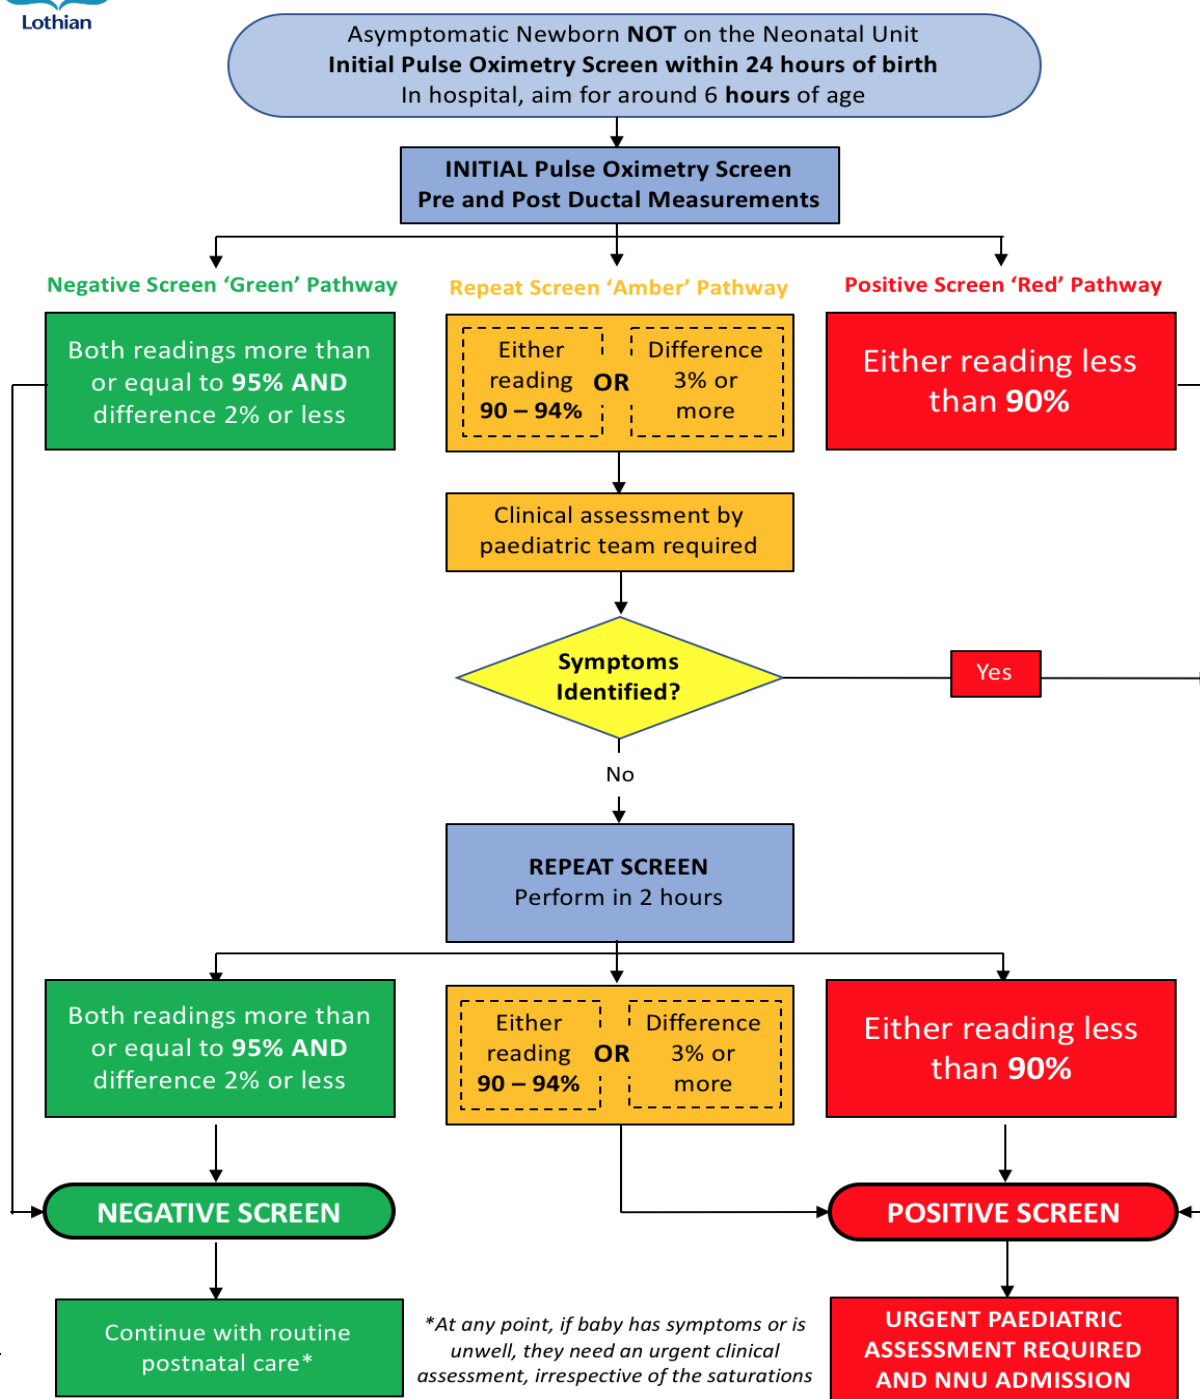 Lothian
Asymptomatic Newborn NOT on the Neonatal Unit
Initial Pulse Oximetry Screen within 24 hours of birth
In hospital, aim for around 6 hours of age
INITIAL Pulse Oximetry Screen
Pre and Post Ductal Measurements
Negative Screen ‘Green’ Pathway
Both readings more than
or equal to 95% AND
difference 2% or less
Repeat Screen ‘Amber’ Pathway
Either
reading
90 – 94%
OR
Difference
3% or
more
Positive Screen ‘Red’ Pathway
Either reading less
than 90%
Clinical assessment by
paediatric team required
Symptoms
Identified?
Yes
No
REPEAT SCREEN
Perform in 2 hours
Both readings more than
or equal to 95% AND
difference 2% or less
Either
reading
90 – 94%
OR
Difference
3% or
more
Either reading less
than 90%
NEGATIVE SCREEN
POSITIVE SCREEN
Continue with routine
postnatal care*
*At any point, if baby has symptoms or is
unwell, they need an urgent clinical
assessment, irrespective of the saturations
URGENT PAEDIATRIC
ASSESSMENT REQUIRED
AND NNU ADMISSION